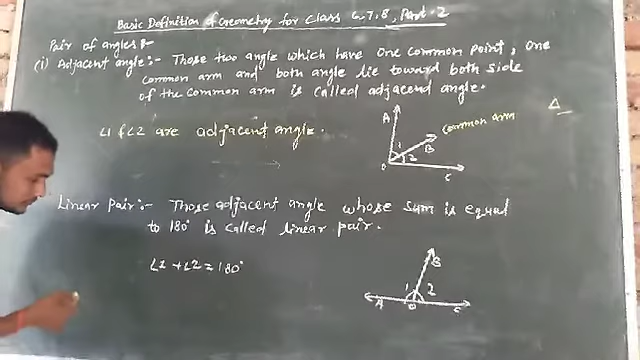 Basic Definition of Geometry for Class 6,7,8, Part-2
Pair of angles:-
(i) Adjacent angle:- Those two angle which have one common point, one
common arm and both angle lie toward both side
of the common arm is called adjacend angle.
∠1 & ∠2 are adjacent angle.
A
common arm
1
B
2
O
C
Δ
Linear Pair:- Those adjacent angle whose sum is equal
to 180° is called linear pair.
∠1 + ∠2 = 180°
B
1 2
A O C